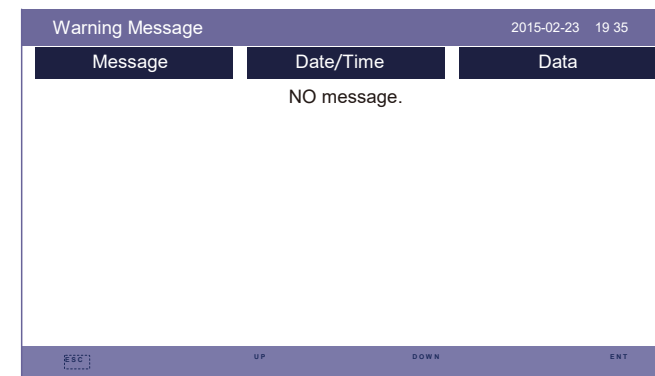 Warning Message 2015-02-23 19 35
Message Date/Time Data
NO message.
ESC UP DOWN ENT